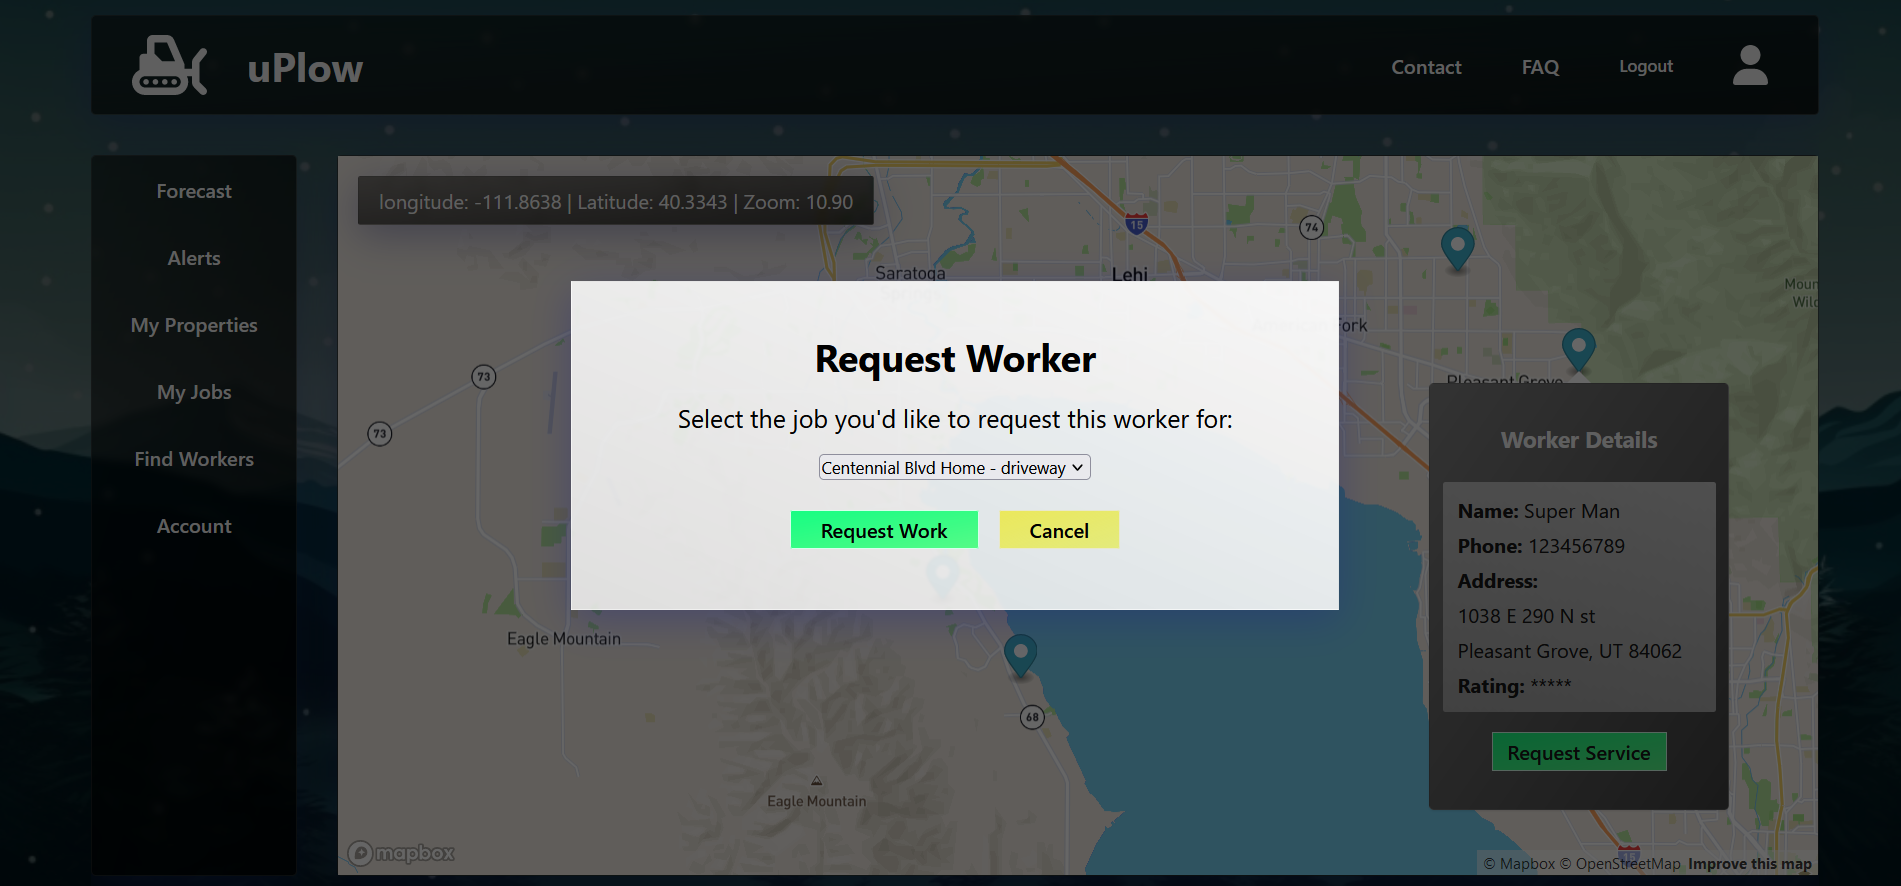 uPlow
Contact
FAQ
Logout
Forecast
Alerts
My Properties
My Jobs
Find Workers
Account
longitude: -111.8638 | Latitude: 40.3343 | Zoom: 10.90
15
74
Saratoga
Springs
Lehi
Fork
Moun
Wild
73
73
Pleasant Grove
Request Worker
Select the job you'd like to request this worker for:
Centennial Blvd Home - driveway
Request Work
Cancel
Worker Details
Name: Super Man
Phone: 123456789
Address:
1038 E 290 N st
Pleasant Grove, UT 84062
Rating: *****
Request Service
Eagle Mountain
68
Eagle Mountain
15
mapbox
© Mapbox © OpenStreetMap Improve this map